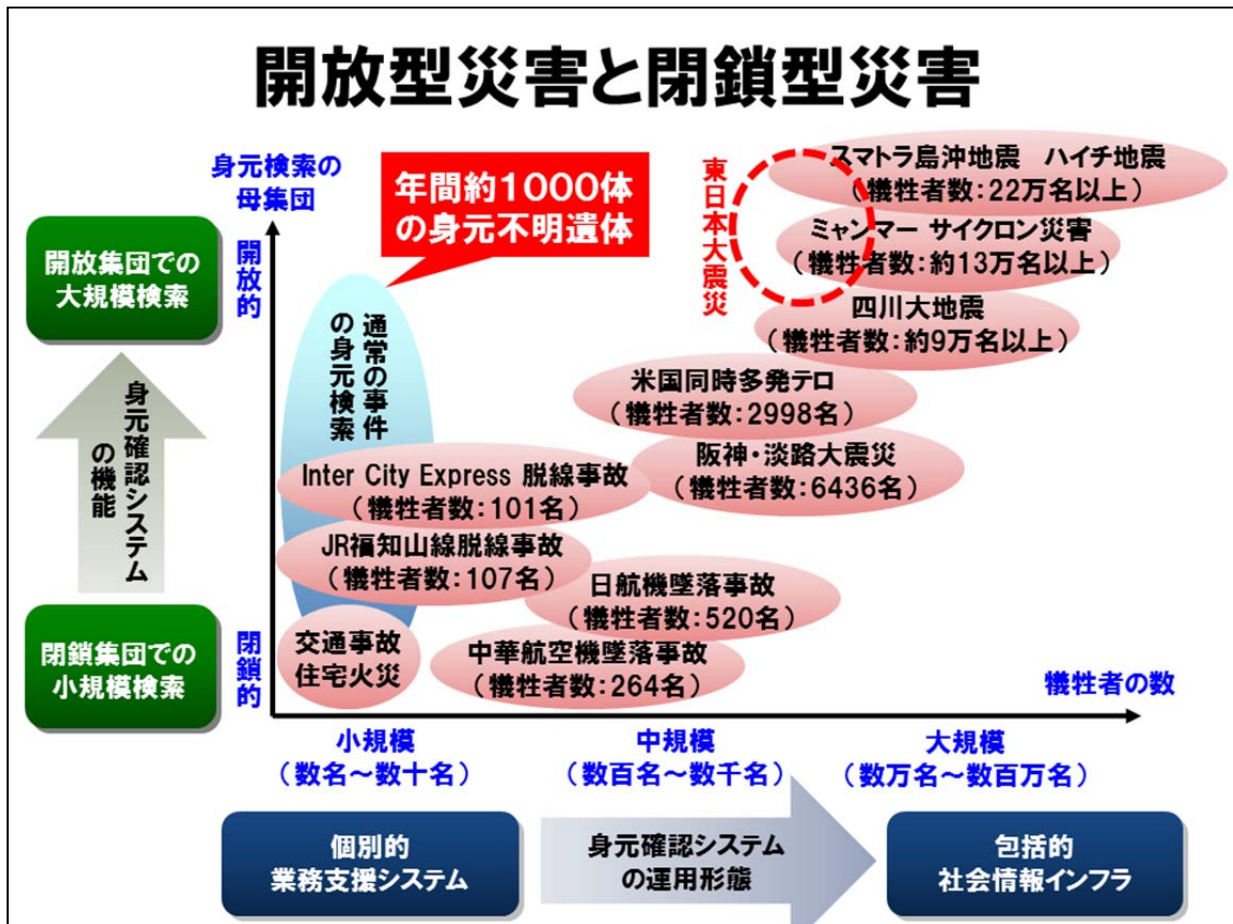 開放型災害と閉鎖型災害
身元検索の
母集団
開放的
閉鎖的
開放集団での
大規模検索
身元確認システム
の機能
閉鎖集団での
小規模検索
年間約1000体
の身元不明遺体
通常の事件
の身元検索
東日本大震災
スマトラ島沖地震 ハイチ地震
(犠牲者数:22万名以上)
ミャンマー サイクロン災害
(犠牲者数:約13万名以上)
四川大地震
(犠牲者数:約9万名以上)
米国同時多発テロ
(犠牲者数:2998名)
阪神・淡路大震災
(犠牲者数:6436名)
Inter City Express 脱線事故
(犠牲者数:101名)
JR福知山線脱線事故
(犠牲者数:107名)
日航機墜落事故
(犠牲者数:520名)
交通事故
住宅火災
中華航空機墜落事故
(犠牲者数:264名)
犠牲者の数
小規模
(数名~数十名)
中規模
(数百名~数千名)
大規模
(数万名~数百万名)
個別的
業務支援システム
身元確認システム
の運用形態
包括的
社会情報インフラ